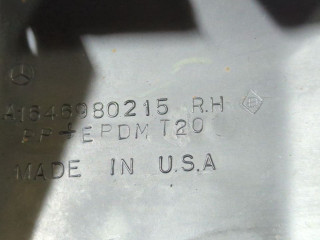 A1646980215 R.H
PP+EPDM T20
MADE IN U.S.A